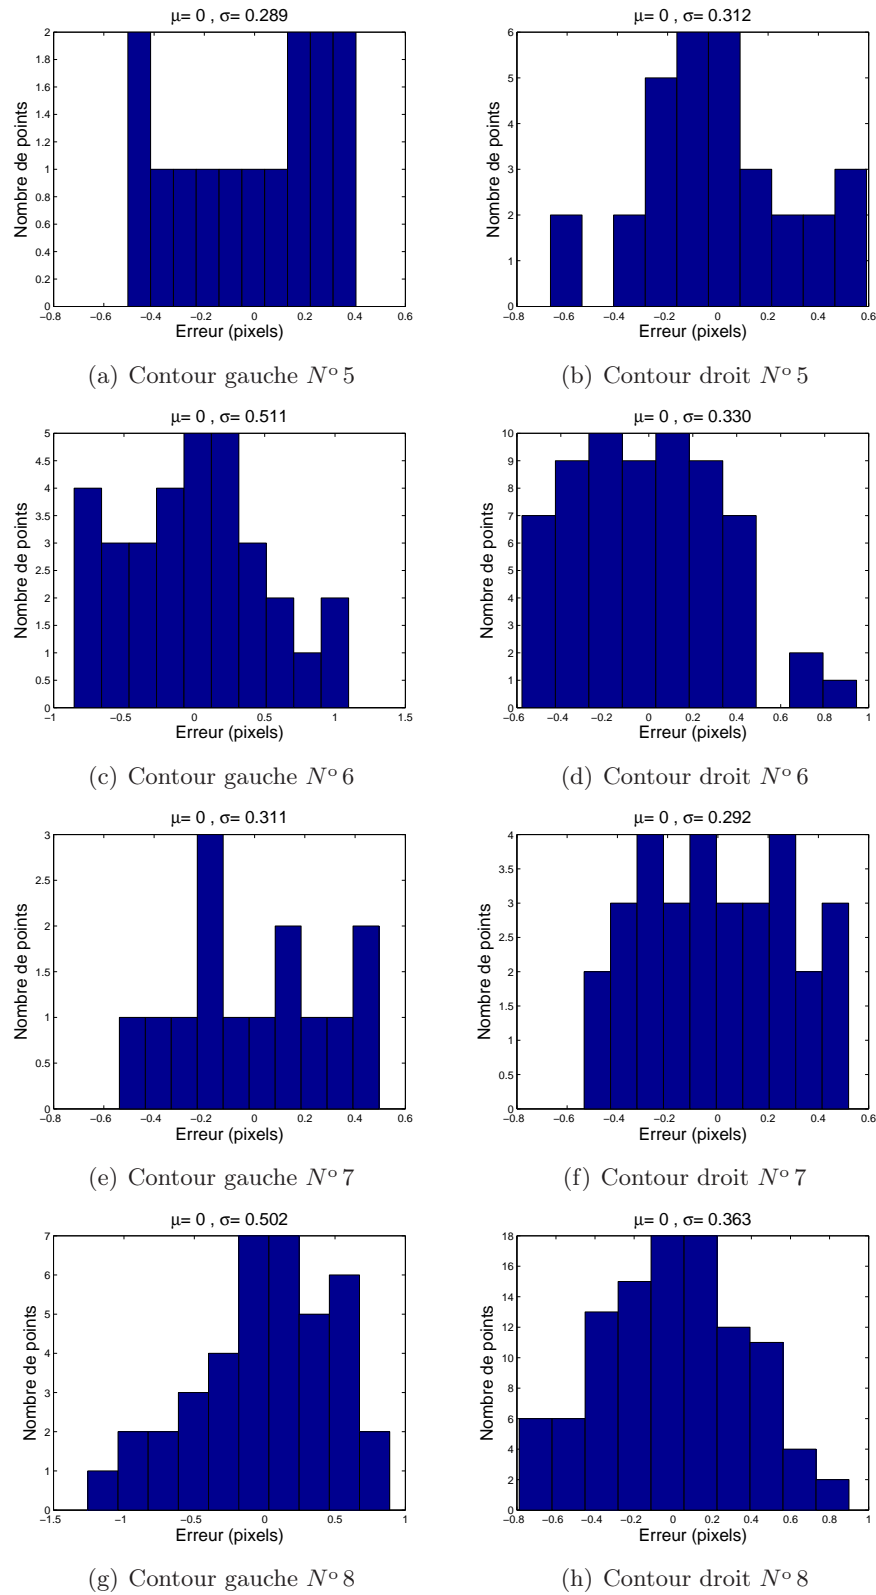 μ= 0 , σ= 0.289
Nombre de points
2
1.8
1.6
1.4
1.2
1
0.8
0.6
0.4
0.2
0
−0.8 −0.6 −0.4 −0.2 0 0.2 0.4 0.6
Erreur (pixels)
(a) Contour gauche N° 5
μ= 0 , σ= 0.312
Nombre de points
6
5
4
3
2
1
0
−0.8 −0.6 −0.4 −0.2 0 0.2 0.4 0.6
Erreur (pixels)
(b) Contour droit N° 5
μ= 0 , σ= 0.511
Nombre de points
5
4.5
4
3.5
3
2.5
2
1.5
1
0.5
0
−1 −0.5 0 0.5 1 1.5
Erreur (pixels)
(c) Contour gauche N° 6
μ= 0 , σ= 0.330
Nombre de points
10
9
8
7
6
5
4
3
2
1
0
−0.6 −0.4 −0.2 0 0.2 0.4 0.6 0.8 1
Erreur (pixels)
(d) Contour droit N° 6
μ= 0 , σ= 0.311
Nombre de points
3
2.5
2
1.5
1
0.5
0
−0.8 −0.6 −0.4 −0.2 0 0.2 0.4 0.6
Erreur (pixels)
(e) Contour gauche N° 7
μ= 0 , σ= 0.292
Nombre de points
4
3.5
3
2.5
2
1.5
1
0.5
0
−0.8 −0.6 −0.4 −0.2 0 0.2 0.4 0.6
Erreur (pixels)
(f) Contour droit N° 7
μ= 0 , σ= 0.502
Nombre de points
7
6
5
4
3
2
1
0
−1.5 −1 −0.5 0 0.5 1
Erreur (pixels)
(g) Contour gauche N° 8
μ= 0 , σ= 0.363
Nombre de points
18
16
14
12
10
8
6
4
2
0
−0.8 −0.6 −0.4 −0.2 0 0.2 0.4 0.6 0.8 1
Erreur (pixels)
(h) Contour droit N° 8